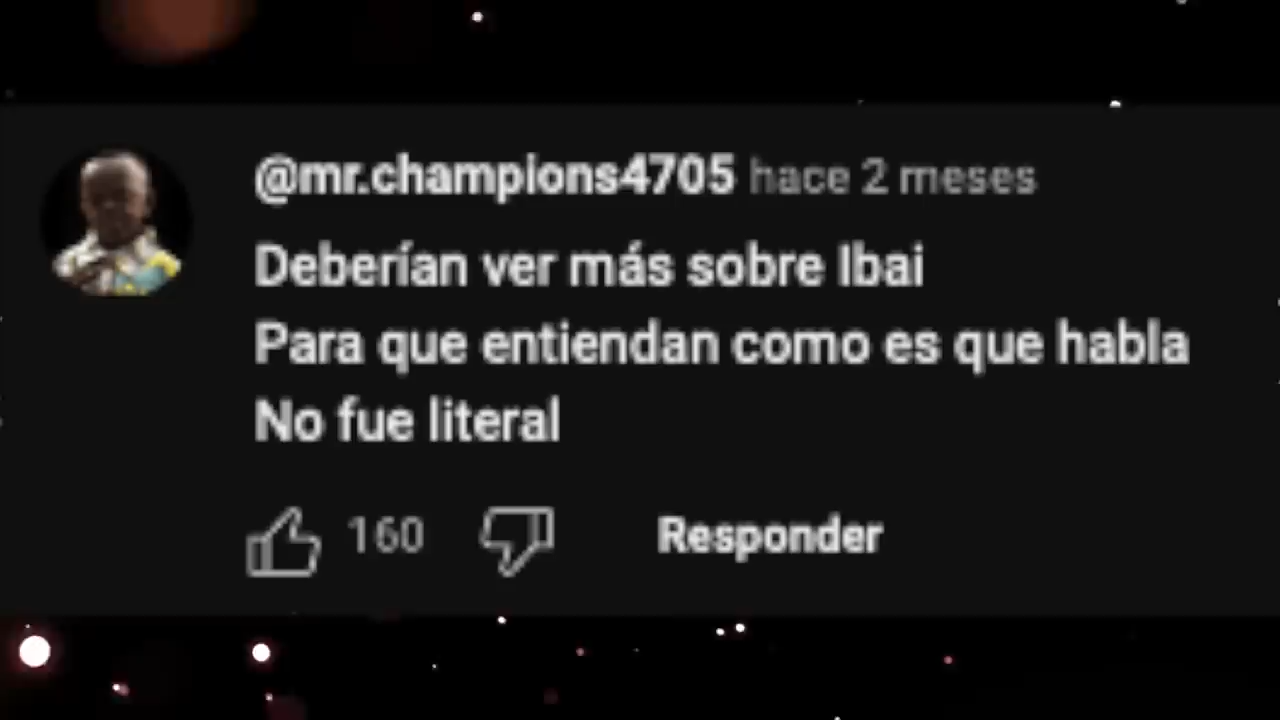 @mr.champions4705 hace 2 meses
Deberían ver más sobre Ibai
Para que entiendan como es que habla
No fue literal
160 Responder